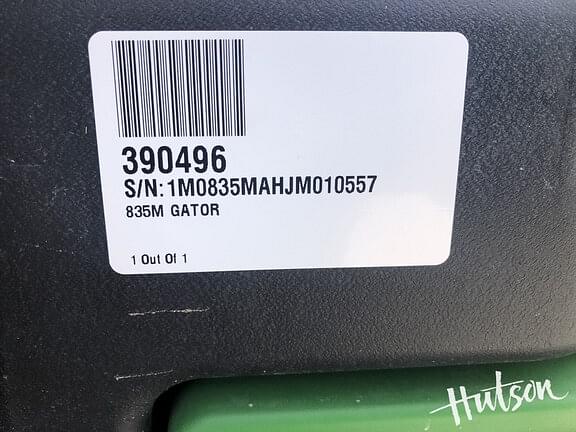 390496
S/N:1M0835MAHJM010557
835M GATOR
1 Out Of 1
Hutson